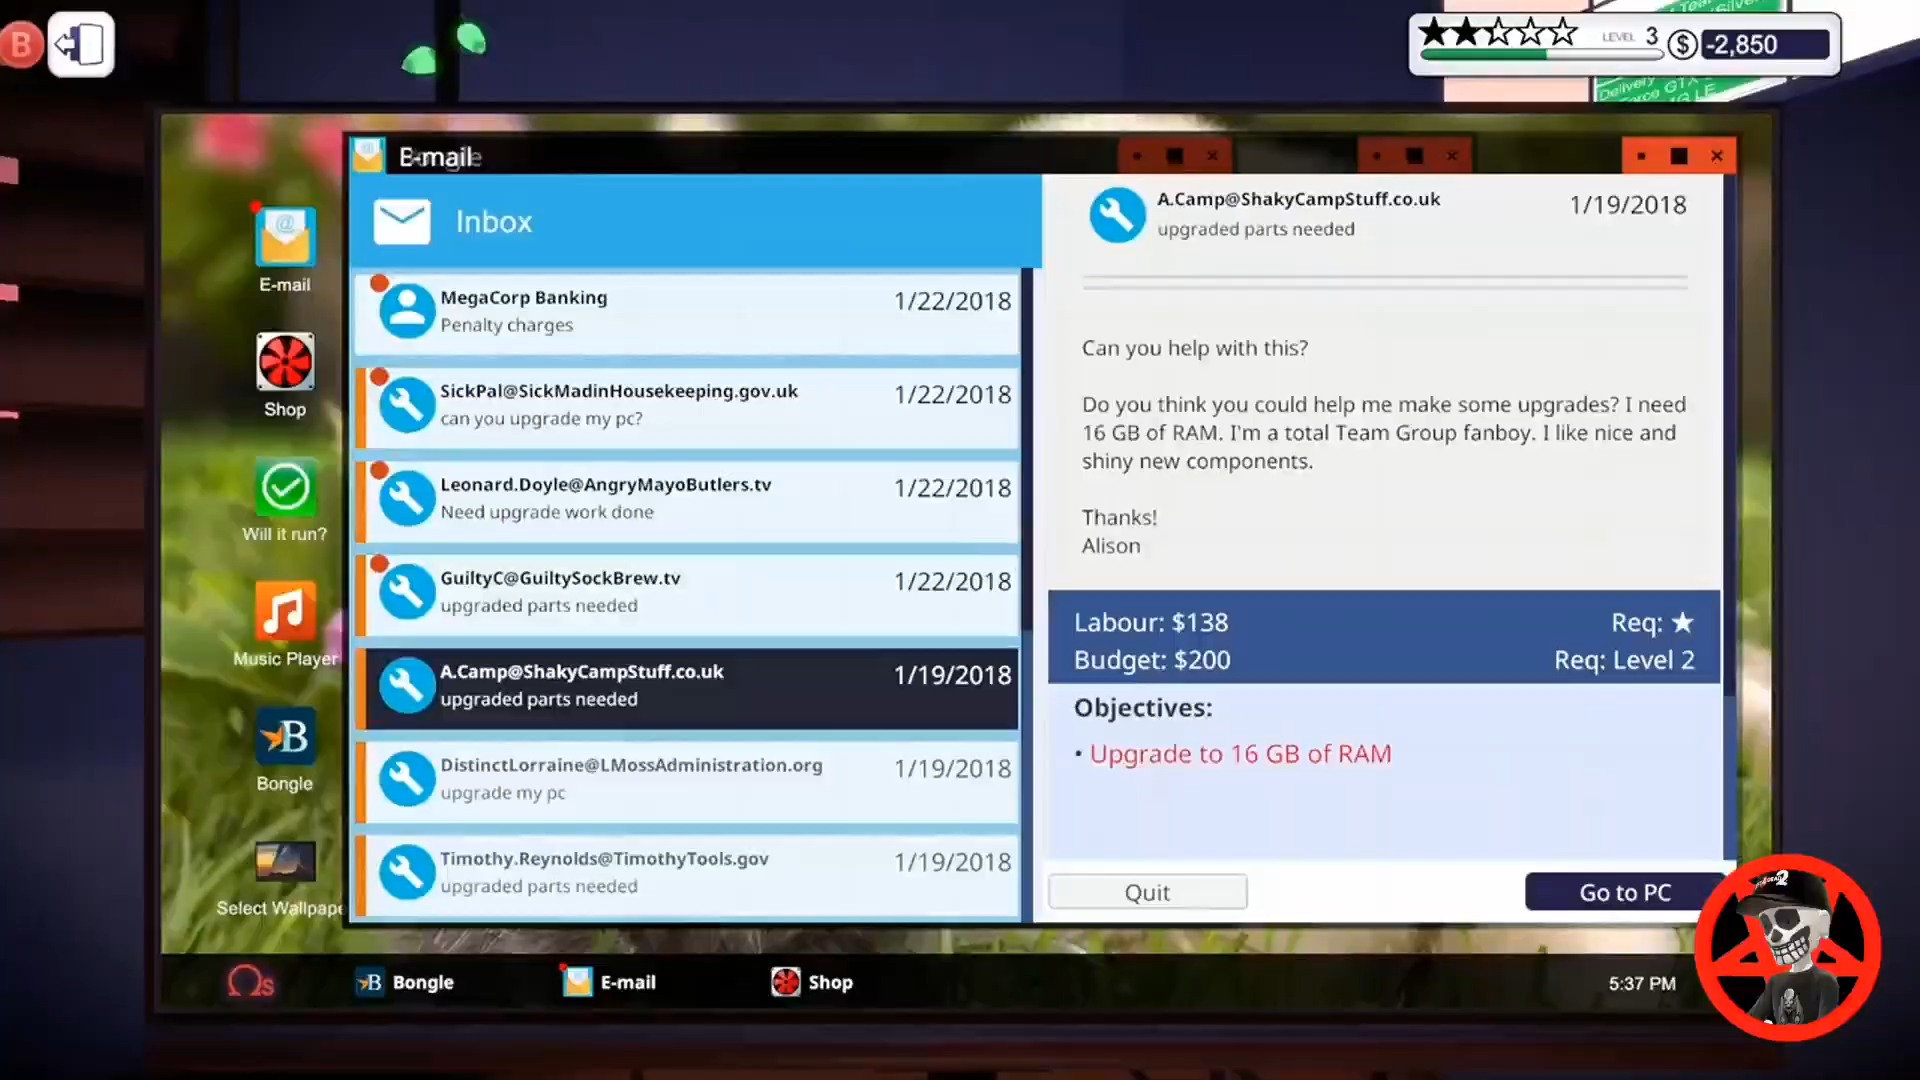 B
LEVEL 3
$ -2,850
Delivery
Force GTX
E-mail
Inbox
MegaCorp Banking
1/22/2018
Penalty charges
SickPal@SickMadinHousekeeping.gov.uk
1/22/2018
can you upgrade my pc?
Leonard.Doyle@AngryMayoButlers.tv
1/22/2018
Need upgrade work done
GuiltyC@GuiltySockBrew.tv
1/22/2018
upgraded parts needed
A.Camp@ShakyCampStuff.co.uk
1/19/2018
upgraded parts needed
DistinctLorraine@LMossAdministration.org
1/19/2018
upgrade my pc
Timothy.Reynolds@TimothyTools.gov
1/19/2018
upgraded parts needed
A.Camp@ShakyCampStuff.co.uk
1/19/2018
upgraded parts needed
Can you help with this?
Do you think you could help me make some upgrades? I need
16 GB of RAM. I'm a total Team Group fanboy. I like nice and
shiny new components.
Thanks!
Alison
Labour: $138
Req: ★
Budget: $200
Req: Level 2
Objectives:
• Upgrade to 16 GB of RAM
Quit
Go to PC
E-mail
Shop
Will it run?
Music Player
B
Bongle
Select Wallpape
Ωs
B
Bongle
E-mail
Shop
5:37 PM
2